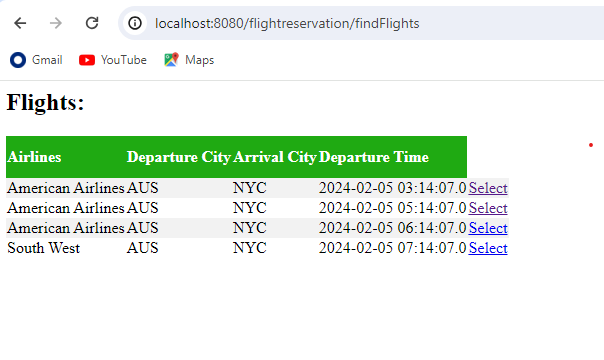 localhost:8080/flightreservation/findFlights
Gmail YouTube Maps
Flights:
Airlines Departure City Arrival City Departure Time
American Airlines AUS NYC 2024-02-05 03:14:07.0 Select
American Airlines AUS NYC 2024-02-05 05:14:07.0 Select
American Airlines AUS NYC 2024-02-05 06:14:07.0 Select
South West AUS NYC 2024-02-05 07:14:07.0 Select